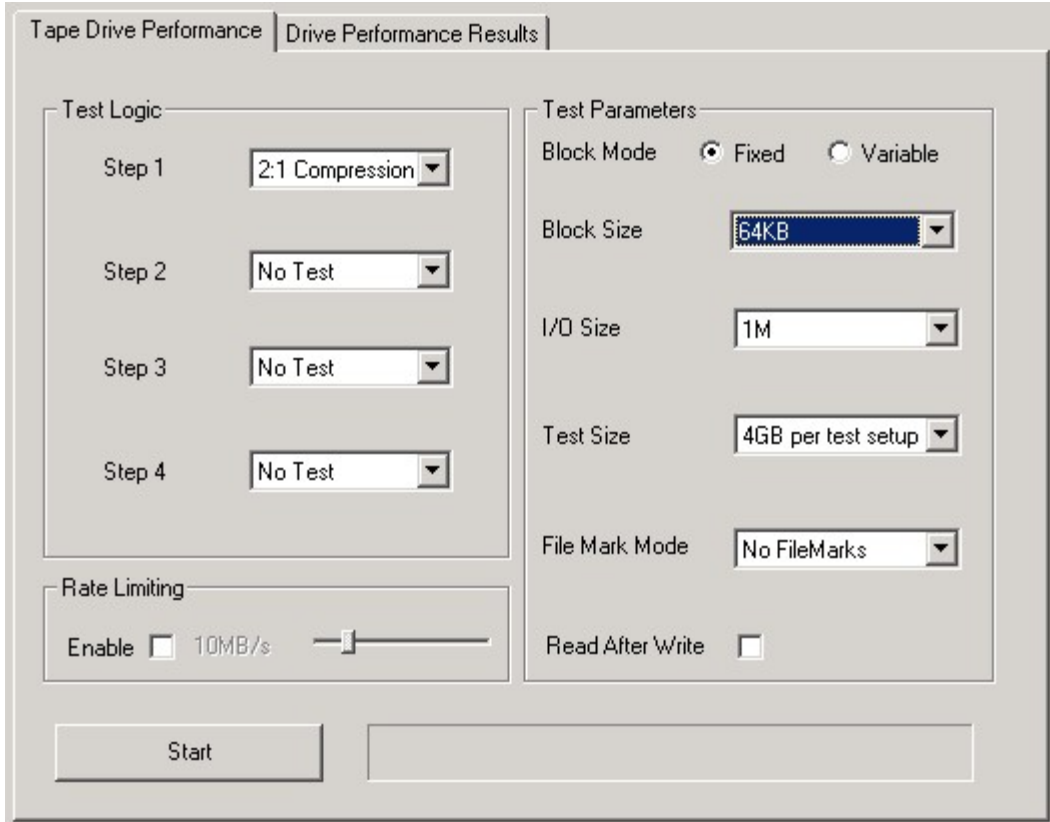 Tape Drive Performance
Drive Performance Results
Test Logic
Step 1
2:1 Compression
Step 2
No Test
Step 3
No Test
Step 4
No Test
Rate Limiting
Enable
10MB/s
Test Parameters
Block Mode
Fixed
Variable
Block Size
64KB
I/O Size
1M
Test Size
4GB per test setup
File Mark Mode
No FileMarks
Read After Write
Start